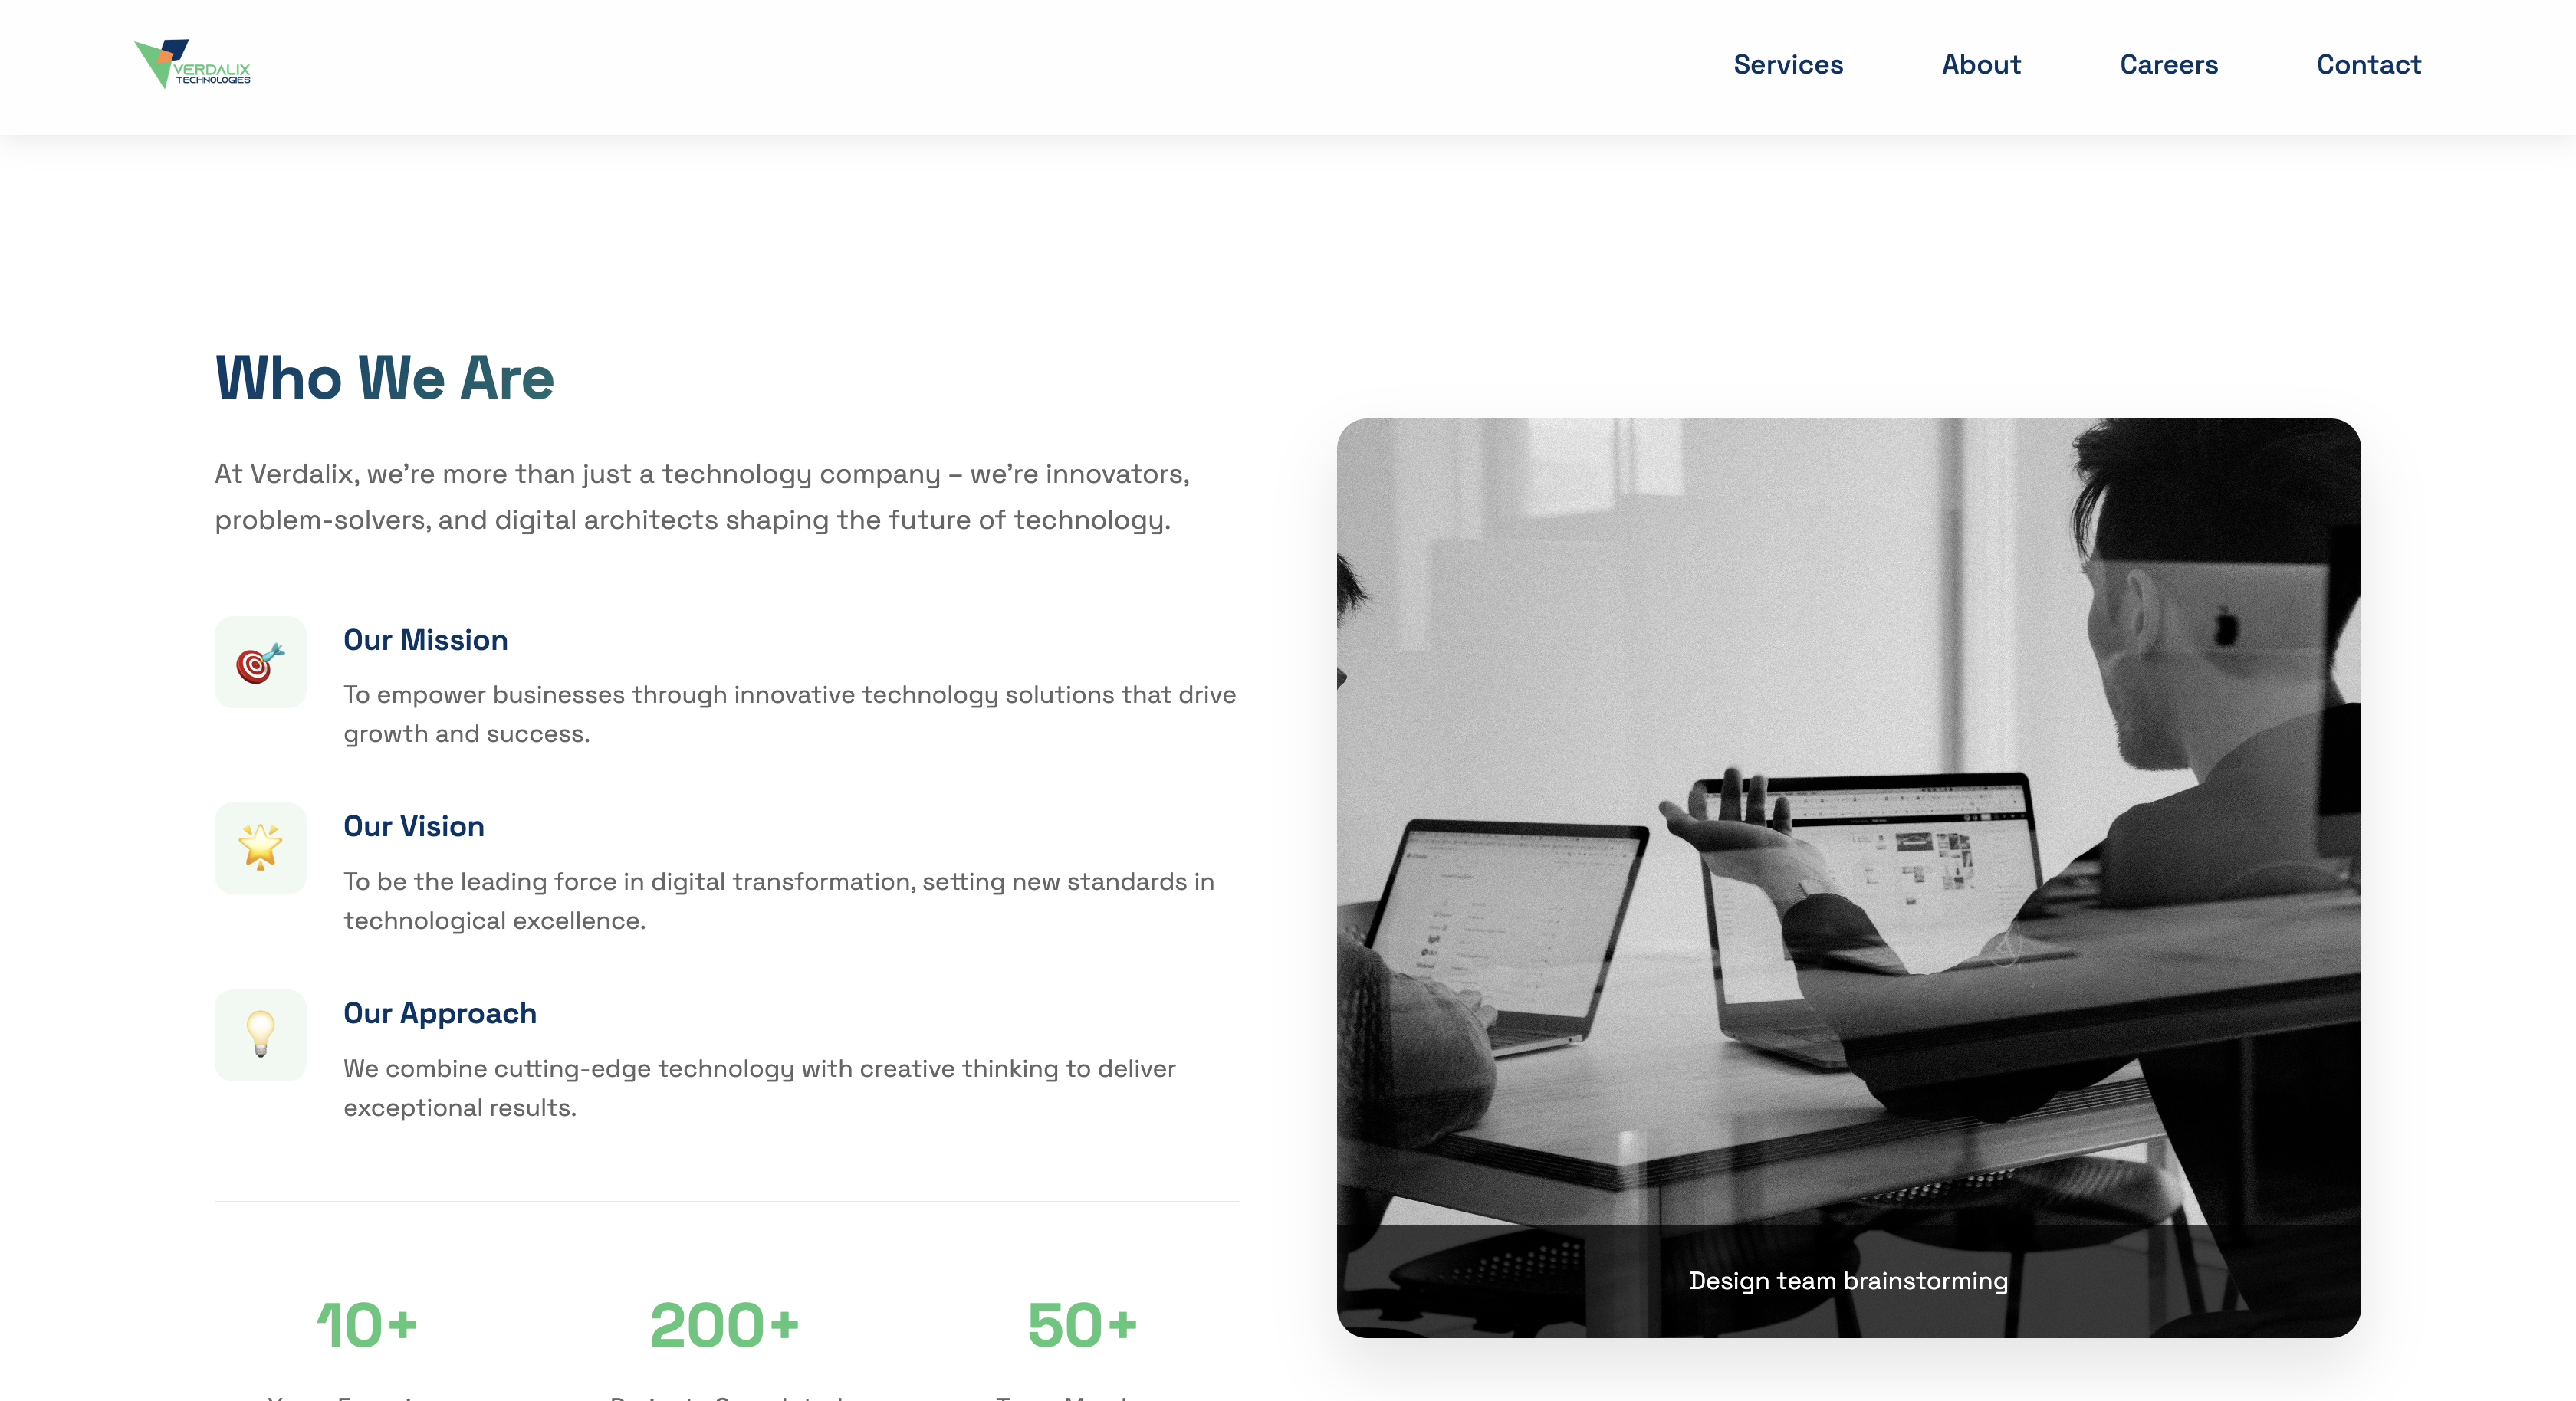 VERDALIX
TECHNOLOGIES
Services
About
Careers
Contact
Who We Are
At Verdalix, we're more than just a technology company – we're innovators,
problem-solvers, and digital architects shaping the future of technology.
Our Mission
To empower businesses through innovative technology solutions that drive
growth and success.
Our Vision
To be the leading force in digital transformation, setting new standards in
technological excellence.
Our Approach
We combine cutting-edge technology with creative thinking to deliver
exceptional results.
10+
200+
50+
Design team brainstorming